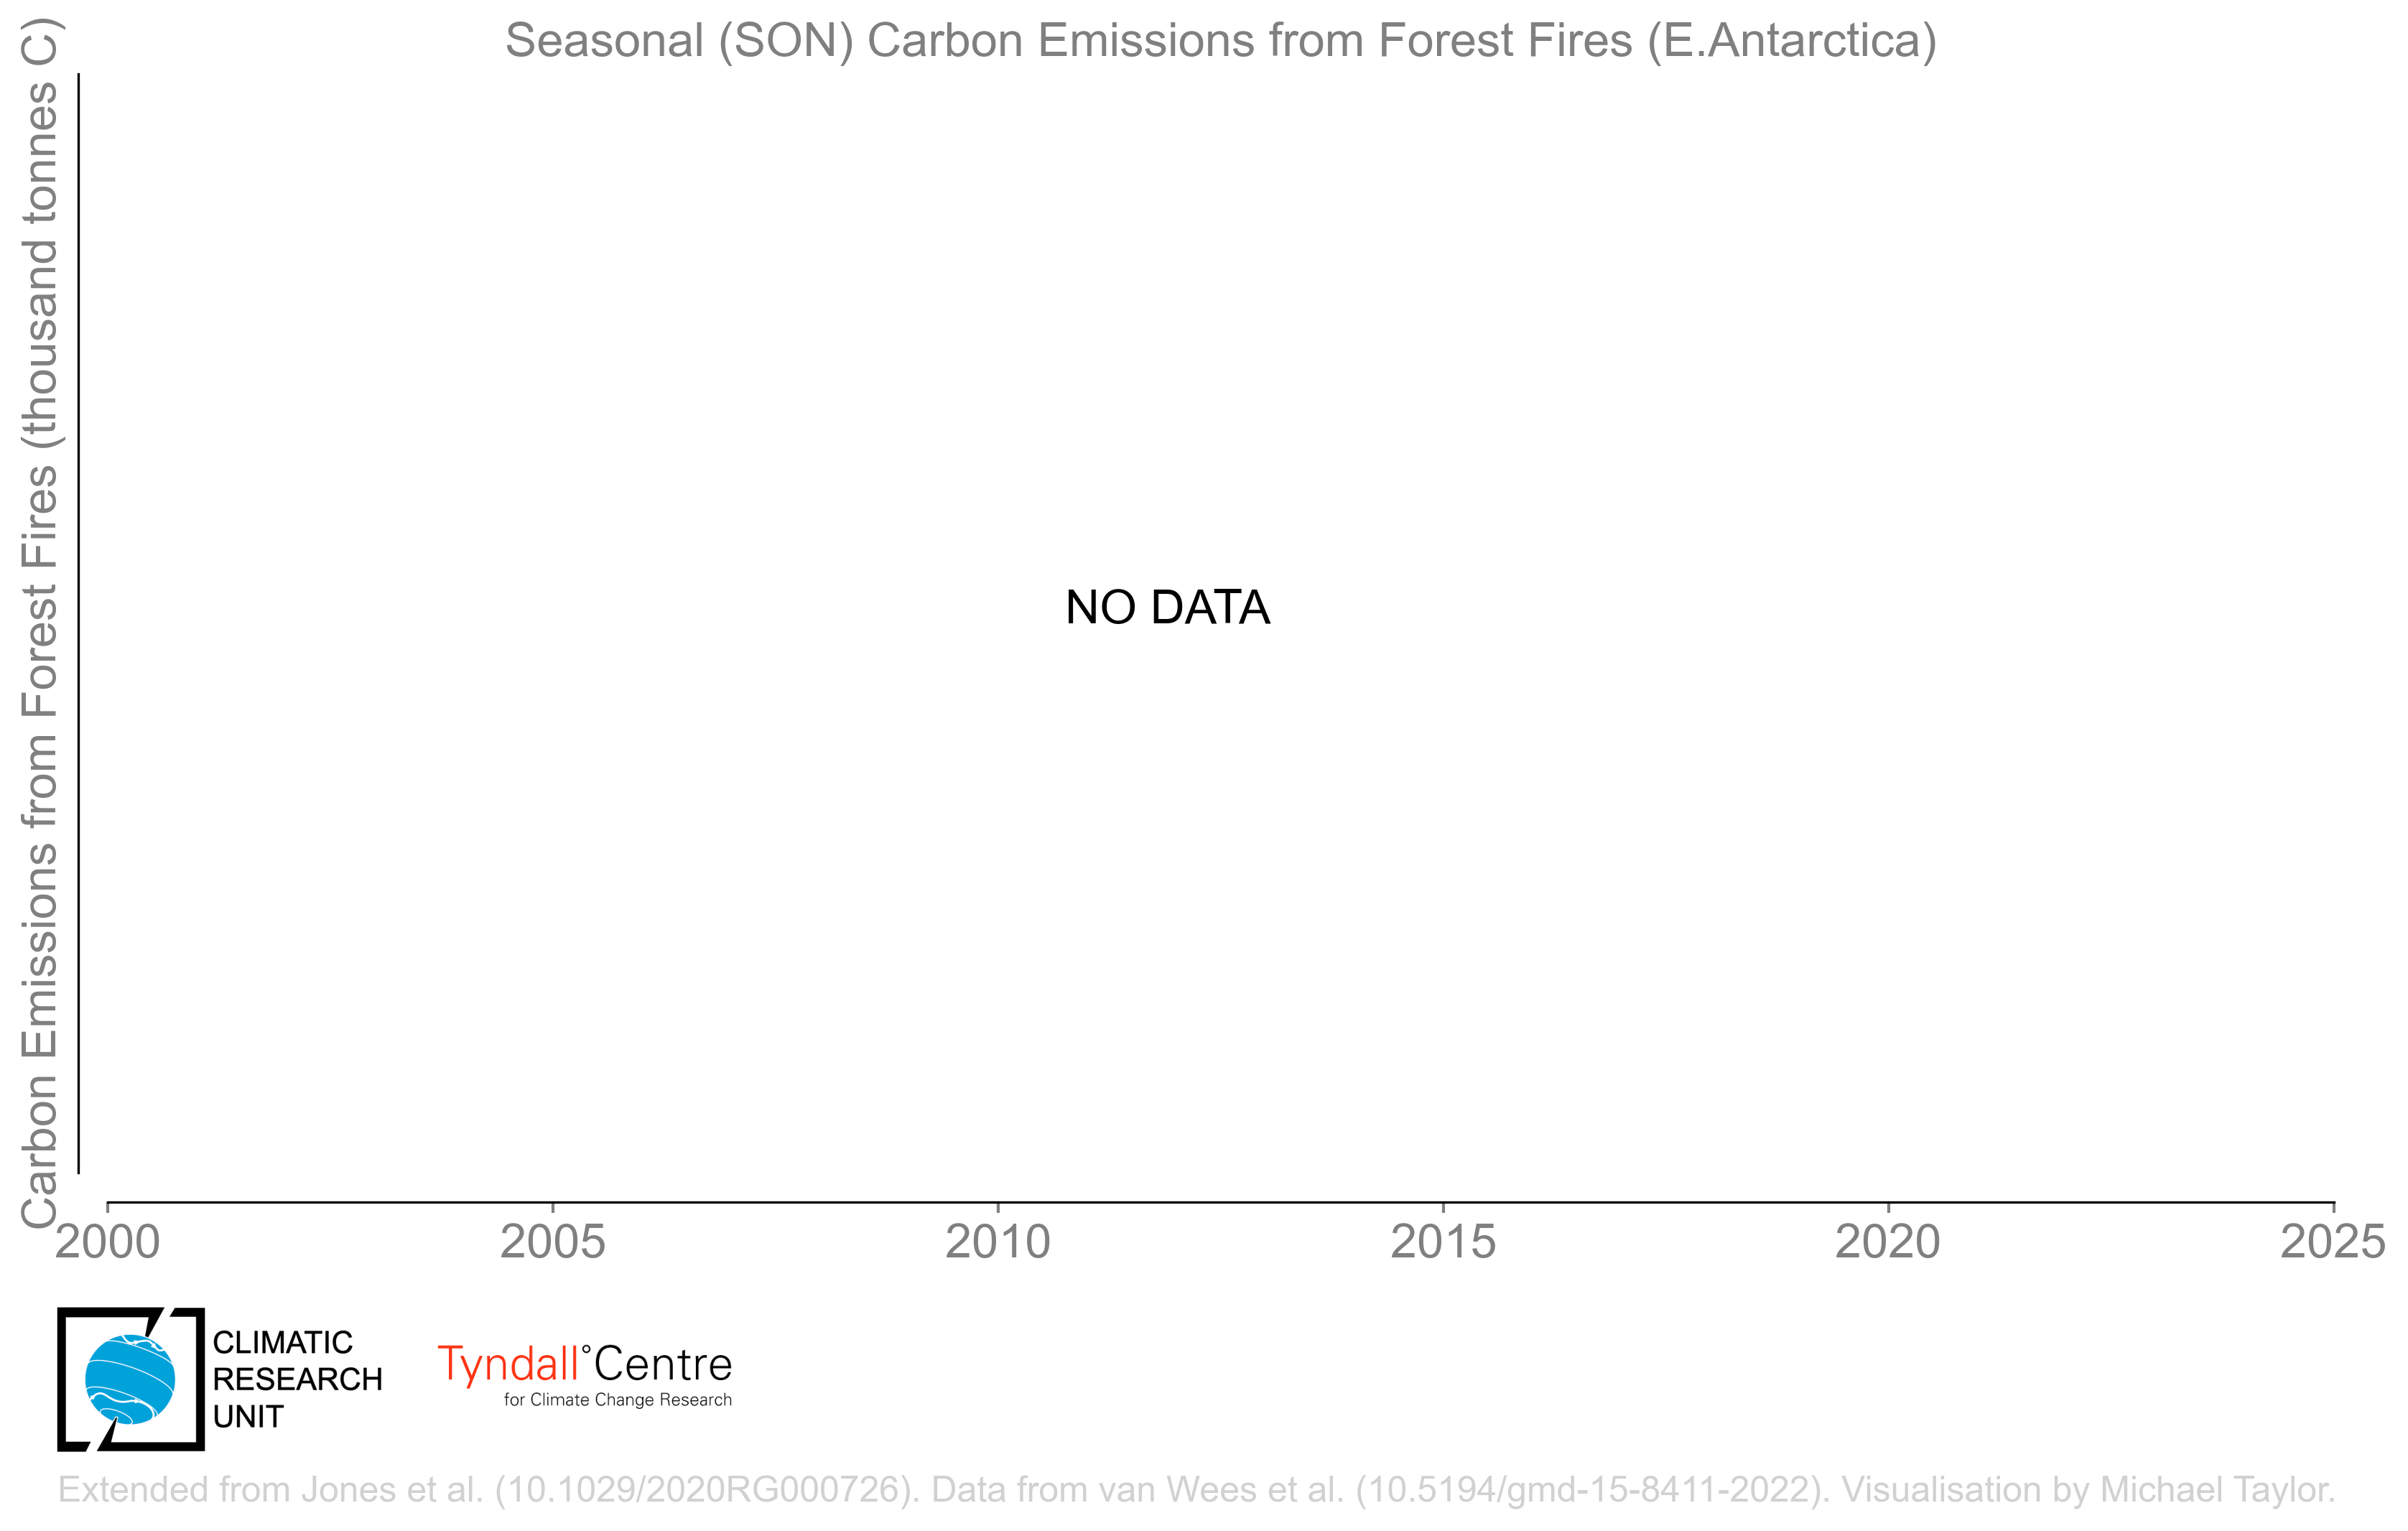 Seasonal (SON) Carbon Emissions from Forest Fires (E.Antarctica)
Carbon Emissions from Forest Fires (thousand tonnes C)
NO DATA
2000 2005 2010 2015 2020 2025
CLIMATIC
RESEARCH
UNIT
Tyndall°Centre
for Climate Change Research
Extended from Jones et al. (10.1029/2020RG000726). Data from van Wees et al. (10.5194/gmd-15-8411-2022). Visualisation by Michael Taylor.